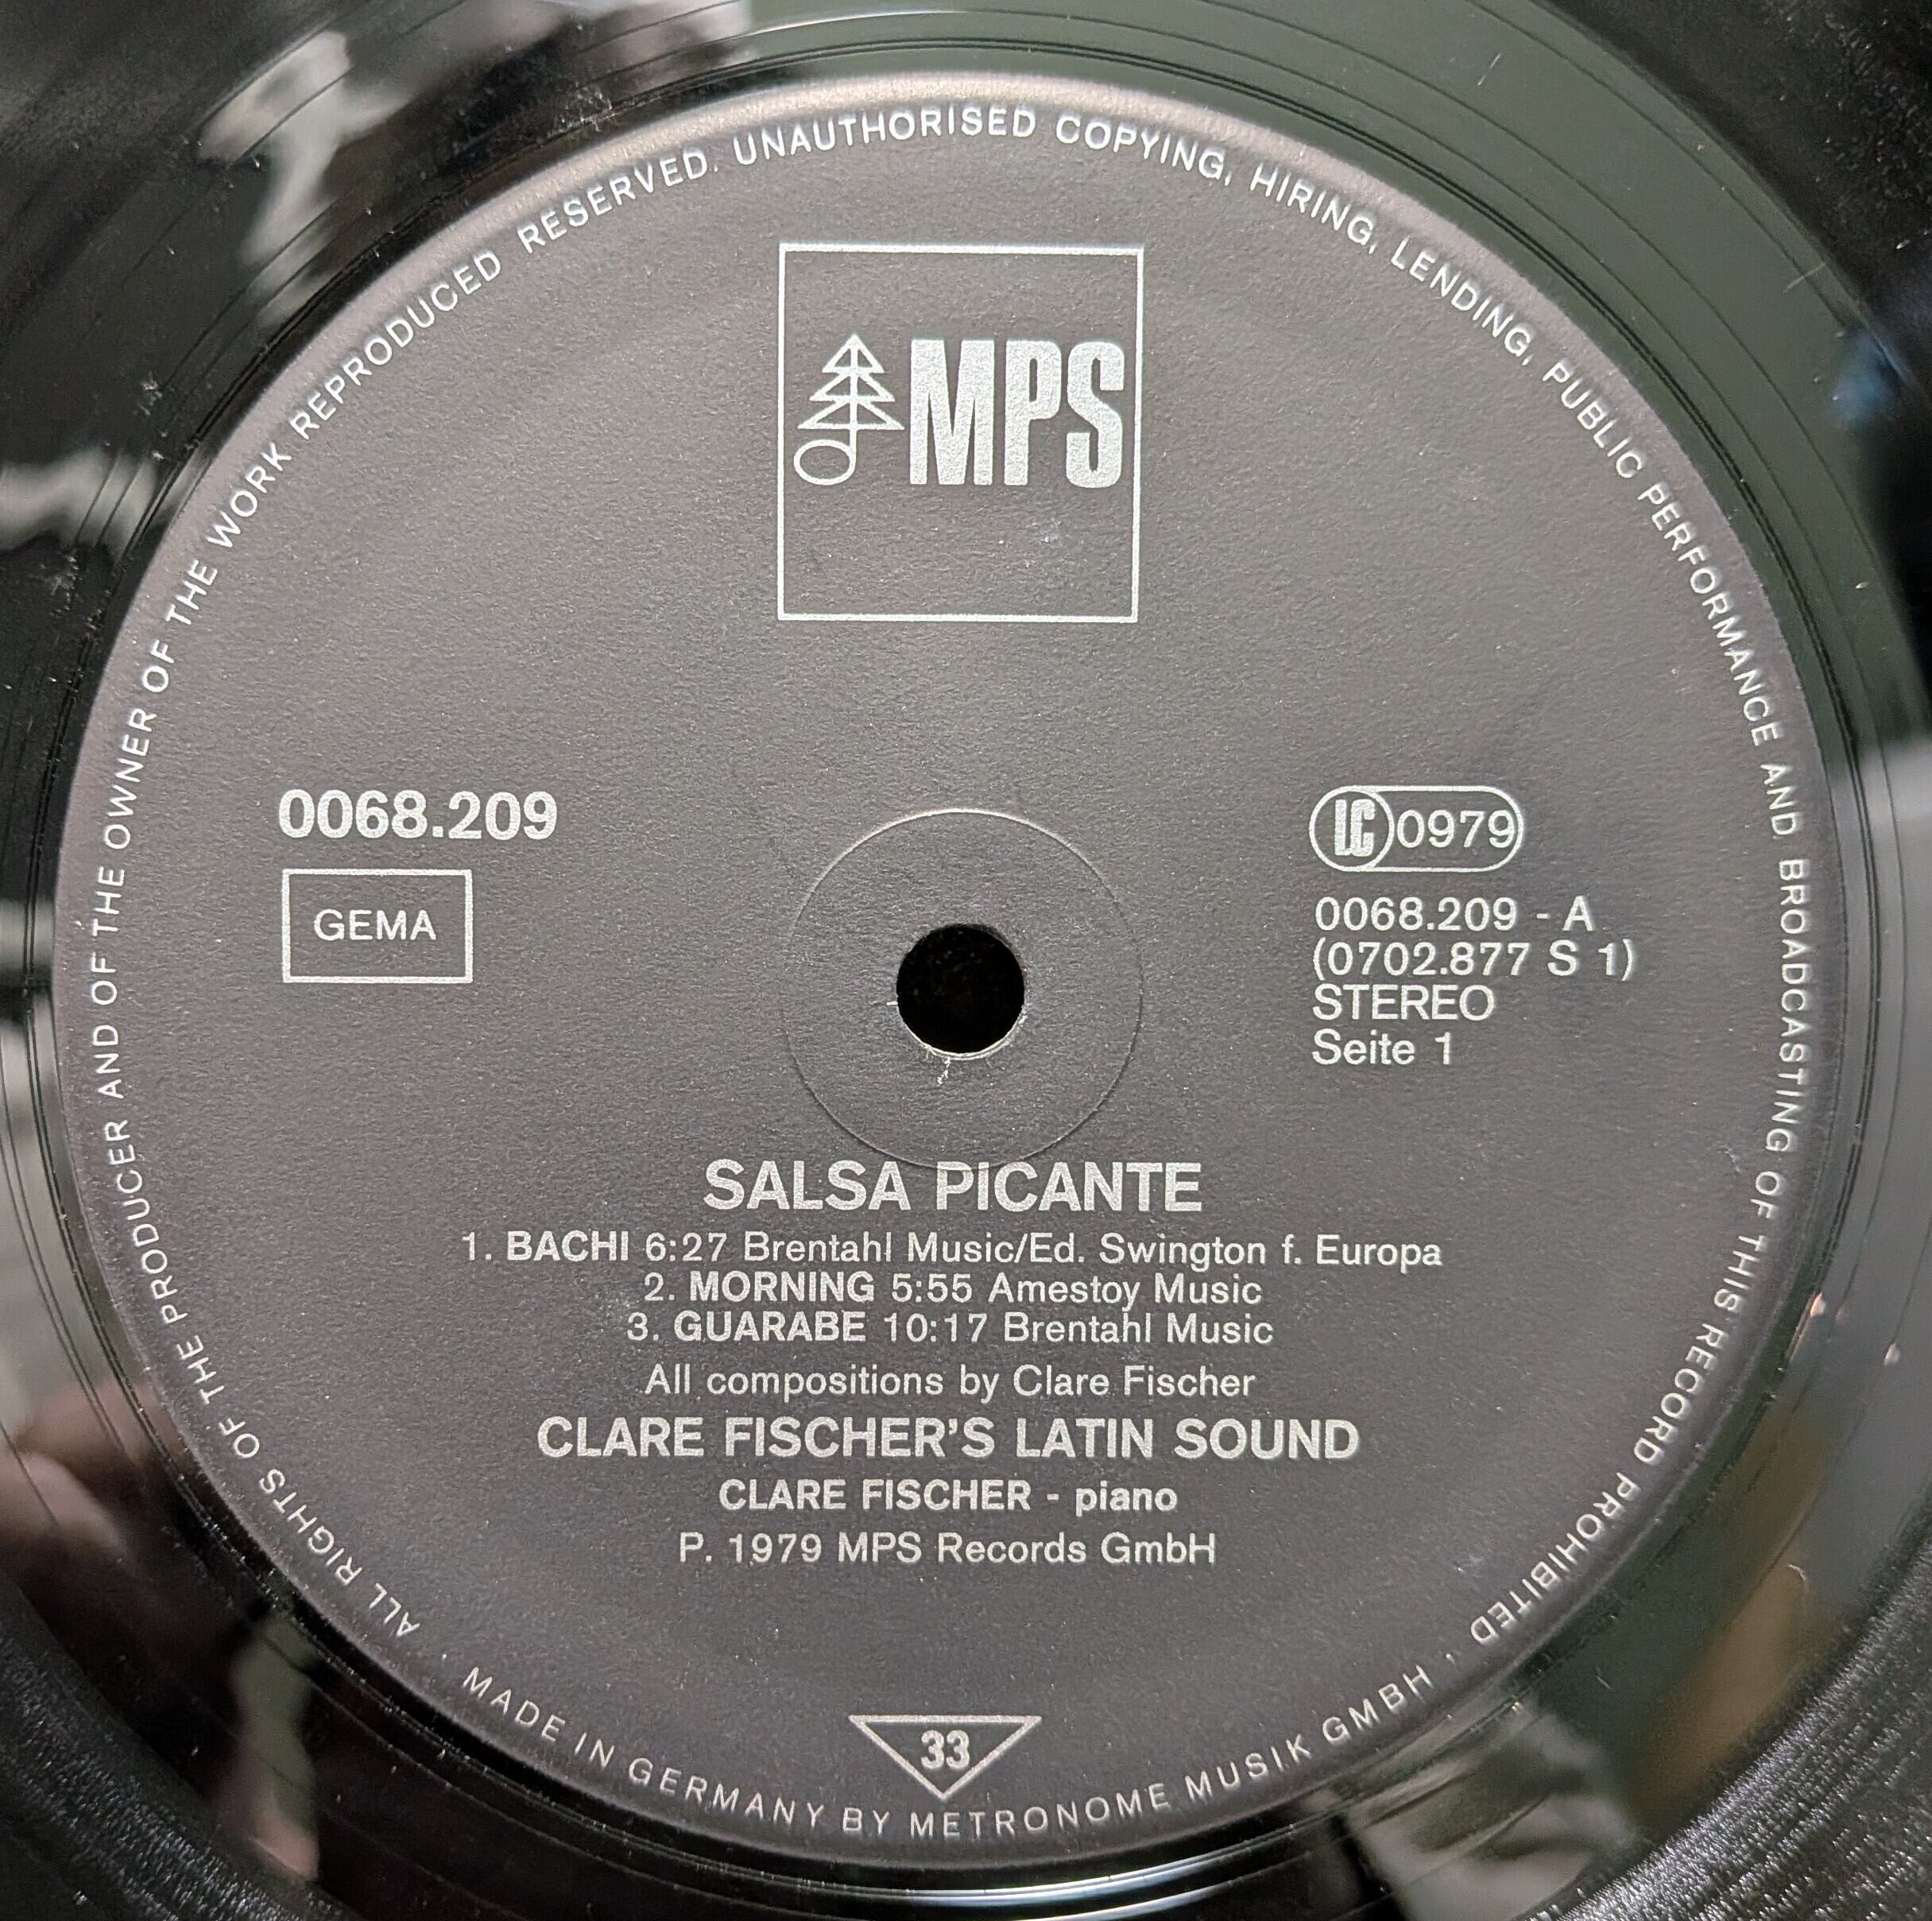 ALL RIGHTS OF THE PRODUCER AND OF THE OWNER OF THE WORK REPRODUCED RESERVED. UNAUTHORISED COPYING, HIRING, LENDING, PUBLIC PERFORMANCE AND BROADCASTING OF THIS RECORD PROHIBITED
MPS
0068.209
GEMA
LC 0979
0068.209 - A
(0702.877 S 1)
STEREO
Seite 1
SALSA PICANTE
1. BACHI 6:27 Brentahl Music/Ed. Swington f. Europa
2. MORNING 5:55 Amestoy Music
3. GUARABE 10:17 Brentahl Music
All compositions by Clare Fischer
CLARE FISCHER'S LATIN SOUND
CLARE FISCHER - piano
P. 1979 MPS Records GmbH
33
MADE IN GERMANY BY METRONOME MUSIK GMBH